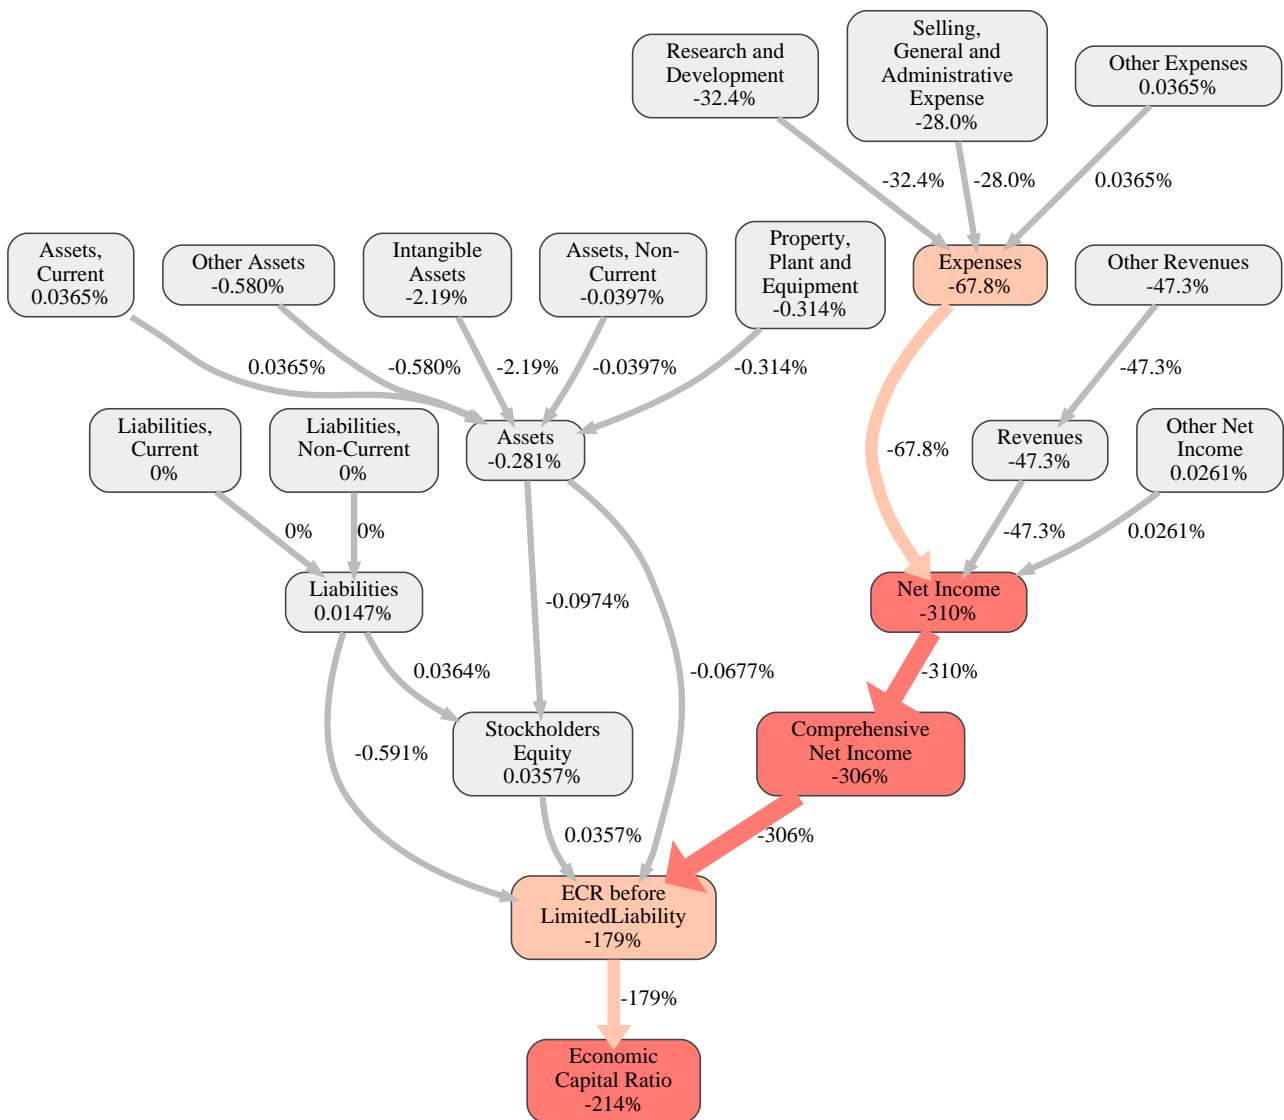 Research and
Development
-32.4%
Selling,
General and
Administrative
Expense
-28.0%
Other Expenses
0.0365%
-32.4%
-28.0%
0.0365%
Assets,
Current
0.0365%
Other Assets
-0.580%
Intangible
Assets
-2.19%
Assets, Non-
Current
-0.0397%
Property,
Plant and
Equipment
-0.314%
Expenses
-67.8%
Other Revenues
-47.3%
0.0365%
-0.580%
-2.19%
-0.0397%
-0.314%
-47.3%
Liabilities,
Current
0%
Liabilities,
Non-Current
0%
Assets
-0.281%
-67.8%
Revenues
-47.3%
Other Net
Income
0.0261%
0%
0%
-47.3%
0.0261%
Liabilities
0.0147%
-0.0974%
Net Income
-310%
0.0364%
-0.0677%
-310%
-0.591%
Stockholders
Equity
0.0357%
Comprehensive
Net Income
-306%
0.0357%
-306%
ECR before
LimitedLiability
-179%
-179%
Economic
Capital Ratio
-214%